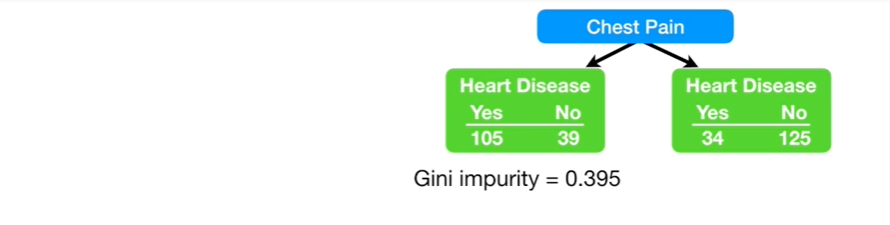 Chest Pain
Heart Disease
Yes No
105 39
Heart Disease
Yes No
34 125
Gini impurity = 0.395